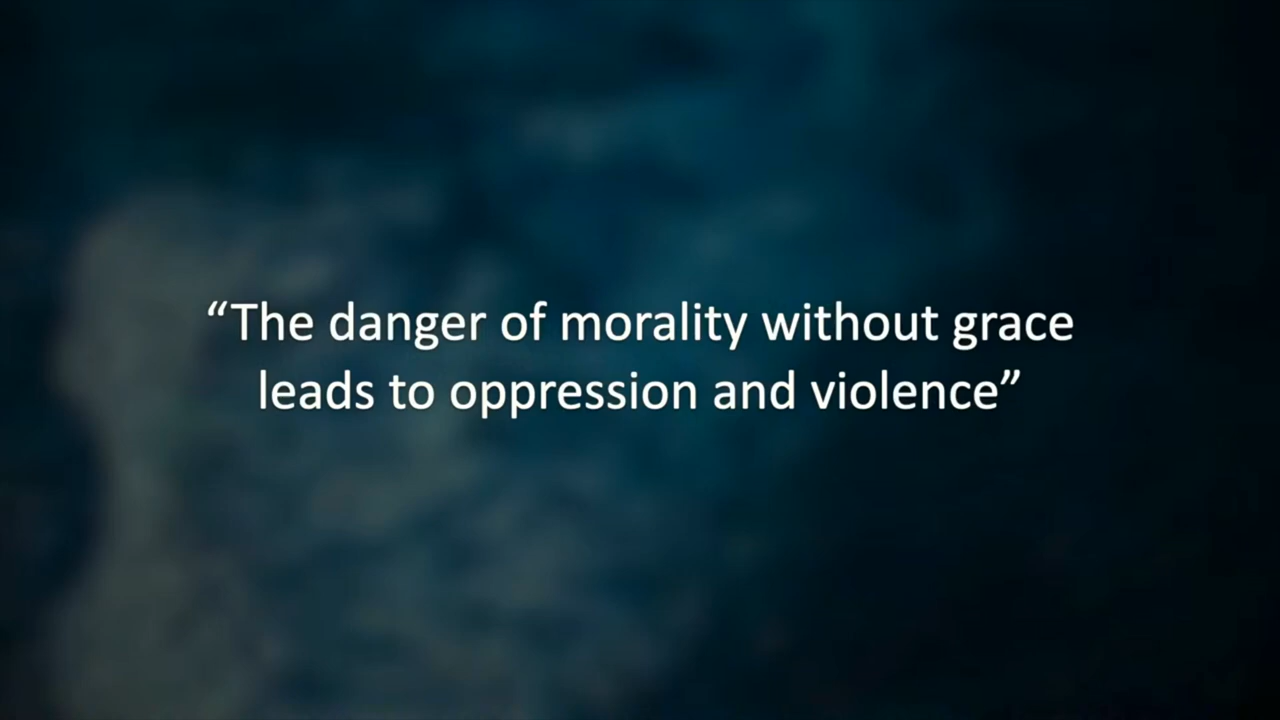 “The danger of morality without grace
leads to oppression and violence”